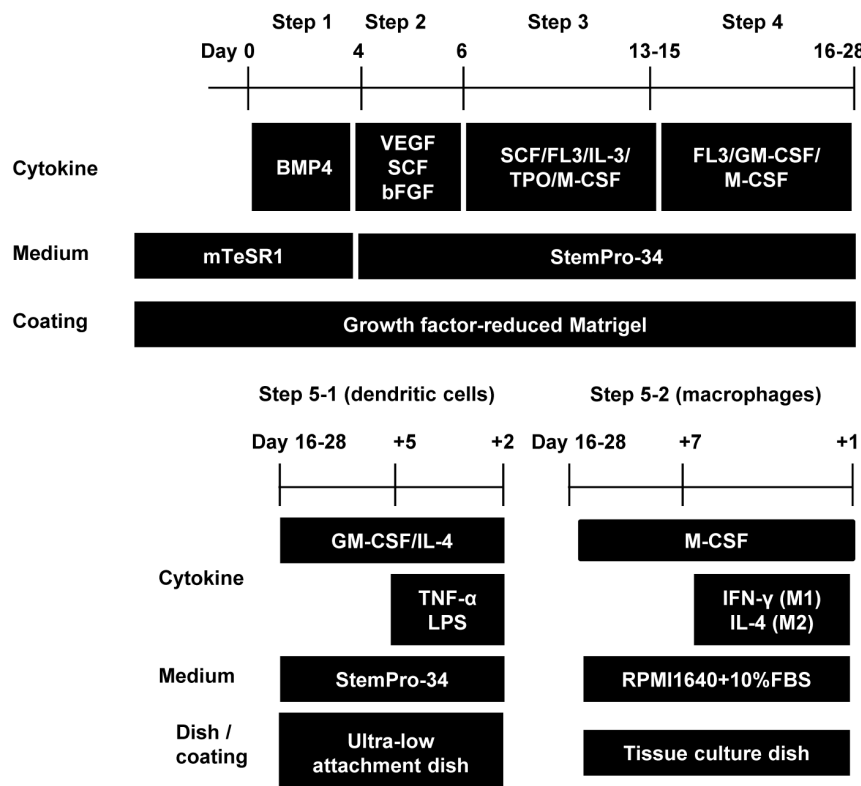 Step 1 Step 2 Step 3 Step 4
Day 0 4 6 13-15 16-28
Cytokine
BMP4
VEGF
SCF
bFGF
SCF/FL3/IL-3/
TPO/M-CSF
FL3/GM-CSF/
M-CSF
Medium
mTeSR1
StemPro-34
Coating
Growth factor-reduced Matrigel
Step 5-1 (dendritic cells)
Day 16-28 +5 +2
Step 5-2 (macrophages)
Day 16-28 +7 +1
Cytokine
GM-CSF/IL-4
TNF-α
LPS
M-CSF
IFN-γ (M1)
IL-4 (M2)
Medium
StemPro-34
RPMI1640+10%FBS
Dish /
coating
Ultra-low
attachment dish
Tissue culture dish